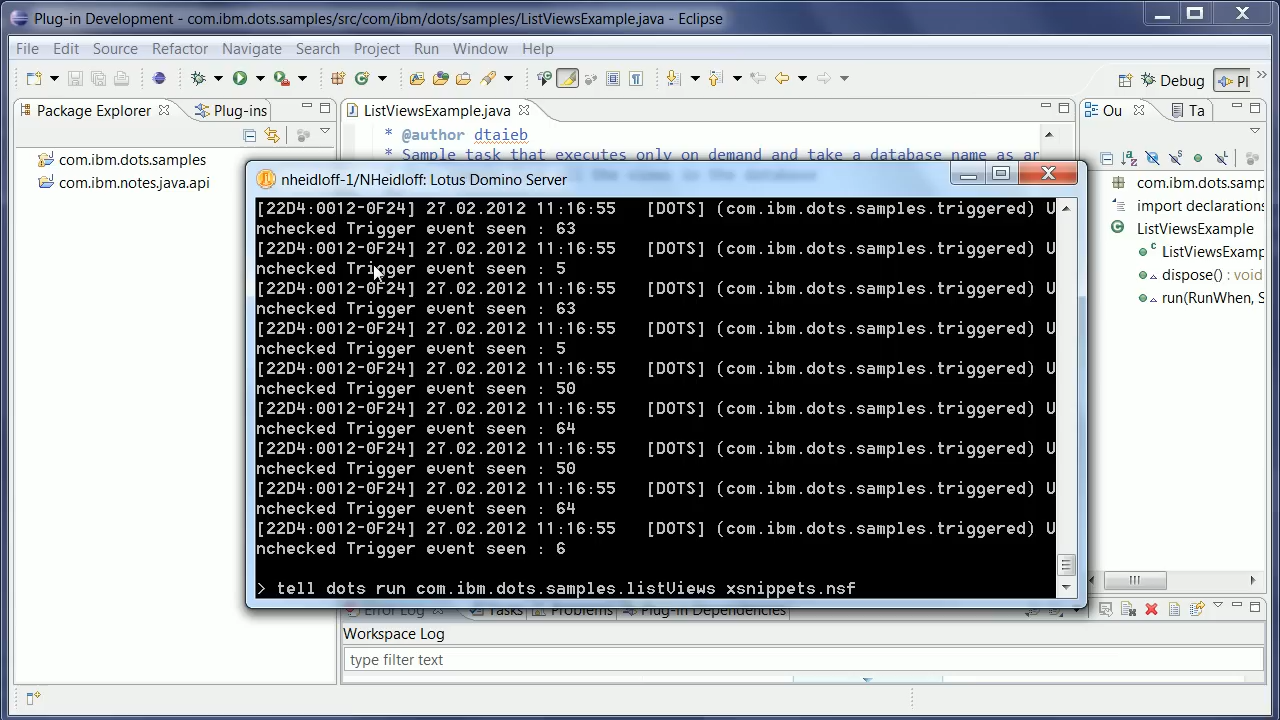 Plug-in Development - com.ibm.dots.samples/src/com/ibm/dots/samples/ListViewsExample.java - Eclipse
File Edit Source Refactor Navigate Search Project Run Window Help
Debug Pl
Package Explorer Plug-ins ListViewsExample.java Ou Ta
* @author dtaieb
* Sample task that executes only on demand and take a database name as ar
com.ibm.dots.samples
com.ibm.notes.java.api
com.ibm.dots.samp
import declarations
ListViewsExample
ListViewsExamp
dispose() : void
run(RunWhen, S
nheidloff-1/NHeidloff: Lotus Domino Server
[22D4:0012-0F24] 27.02.2012 11:16:55 [DOTS] (com.ibm.dots.samples.triggered) U
nchecked Trigger event seen : 63
[22D4:0012-0F24] 27.02.2012 11:16:55 [DOTS] (com.ibm.dots.samples.triggered) U
nchecked Trigger event seen : 5
[22D4:0012-0F24] 27.02.2012 11:16:55 [DOTS] (com.ibm.dots.samples.triggered) U
nchecked Trigger event seen : 63
[22D4:0012-0F24] 27.02.2012 11:16:55 [DOTS] (com.ibm.dots.samples.triggered) U
nchecked Trigger event seen : 5
[22D4:0012-0F24] 27.02.2012 11:16:55 [DOTS] (com.ibm.dots.samples.triggered) U
nchecked Trigger event seen : 50
[22D4:0012-0F24] 27.02.2012 11:16:55 [DOTS] (com.ibm.dots.samples.triggered) U
nchecked Trigger event seen : 64
[22D4:0012-0F24] 27.02.2012 11:16:55 [DOTS] (com.ibm.dots.samples.triggered) U
nchecked Trigger event seen : 50
[22D4:0012-0F24] 27.02.2012 11:16:55 [DOTS] (com.ibm.dots.samples.triggered) U
nchecked Trigger event seen : 64
[22D4:0012-0F24] 27.02.2012 11:16:55 [DOTS] (com.ibm.dots.samples.triggered) U
nchecked Trigger event seen : 6
> tell dots run com.ibm.dots.samples.listViews xsnippets.nsf
Error Log Tasks Problems Plug-in Dependencies
Workspace Log
type filter text